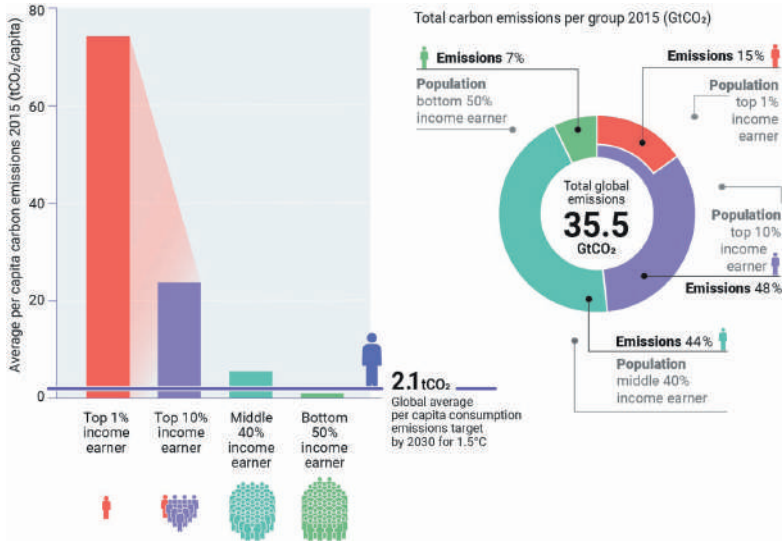 Average per capita carbon emissions 2015 (tCO₂/capita)
80
60
40
20
0
Top 1%
income
earner
Top 10%
income
earner
Middle
40%
income
earner
Bottom
50%
income
earner
2.1 tCO₂
Global average
per capita consumption
emissions target
by 2030 for 1.5°C
Total carbon emissions per group 2015 (GtCO₂)
Emissions 7%
Population
bottom 50%
income earner
Emissions 15%
Population
top 1%
income
earner
Total global
emissions
35.5
GtCO₂
Population
top 10%
income
earner
Emissions 48%
Emissions 44%
Population
middle 40%
income earner